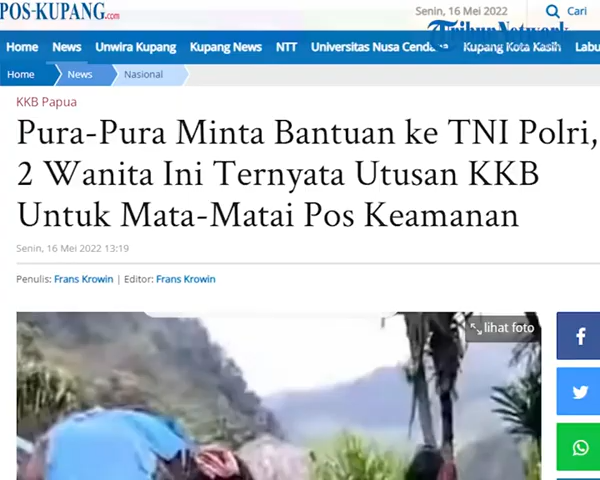 POS-KUPANG.com
Senin, 16 Mei 2022
Cari
Tribun Network
Home News Unwira Kupang Kupang News NTT Universitas Nusa Cendana Kupang Kota Kasih Labu
Home News Nasional
KKB Papua
Pura-Pura Minta Bantuan ke TNI Polri,
2 Wanita Ini Ternyata Utusan KKB
Untuk Mata-Matai Pos Keamanan
Senin, 16 Mei 2022 13:19
Penulis: Frans Krowin | Editor: Frans Krowin
lihat foto